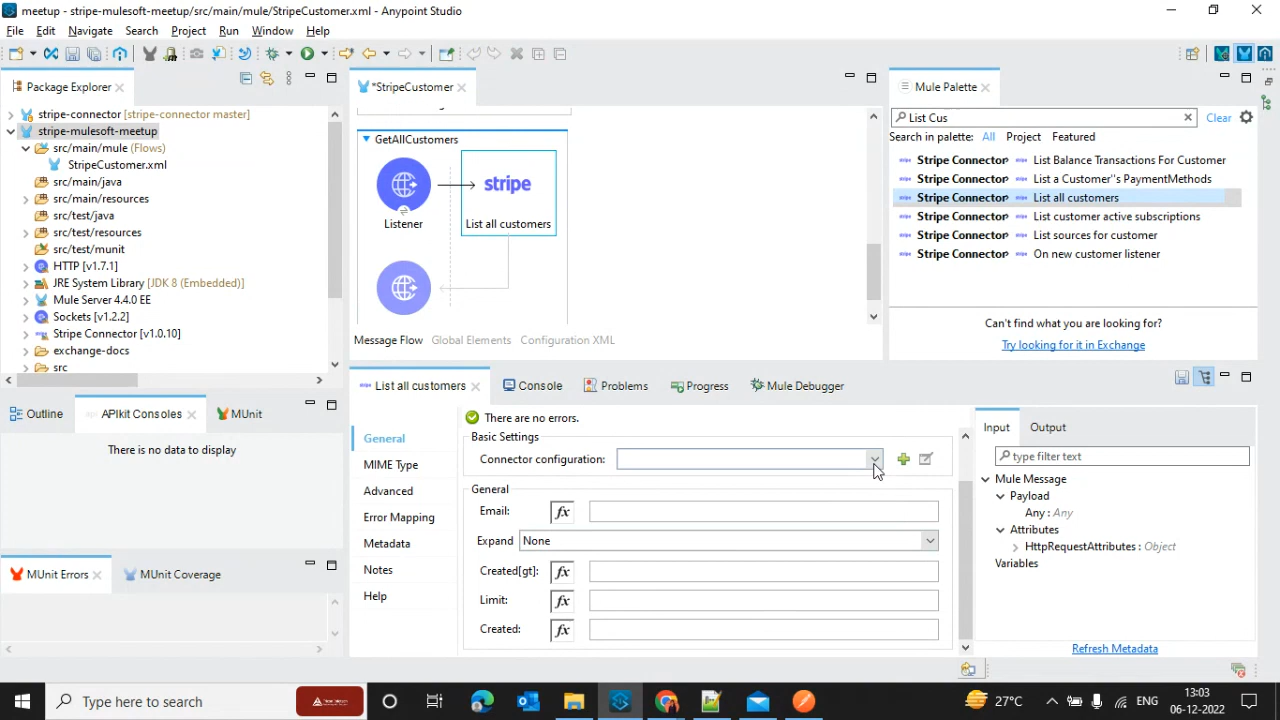 meetup - stripe-mulesoft-meetup/src/main/mule/StripeCustomer.xml - Anypoint Studio
File Edit Navigate Search Project Run Window Help
Package Explorer
stripe-connector [stripe-connector master]
stripe-mulesoft-meetup
src/main/mule (Flows)
StripeCustomer.xml
src/main/java
src/main/resources
src/test/java
src/test/resources
src/test/munit
HTTP [v1.7.1]
JRE System Library [JDK 8 (Embedded)]
Mule Server 4.4.0 EE
Sockets [v1.2.2]
Stripe Connector [v1.0.10]
exchange-docs
src
*StripeCustomer
GetAllCustomers
stripe
Listener
List all customers
Message Flow Global Elements Configuration XML
Mule Palette
List Cus
Clear
Search in palette: All Project Featured
Stripe Connector List Balance Transactions For Customer
Stripe Connector List a Customer"s PaymentMethods
Stripe Connector List all customers
Stripe Connector List customer active subscriptions
Stripe Connector List sources for customer
Stripe Connector On new customer listener
Can't find what you are looking for?
Try looking for it in Exchange
Outline APIkit Consoles MUnit
There is no data to display
MUnit Errors MUnit Coverage
List all customers Console Problems Progress Mule Debugger
There are no errors.
General
MIME Type
Advanced
Error Mapping
Metadata
Notes
Help
Basic Settings
Connector configuration:
General
Email: fx
Expand None
Created[gt]: fx
Limit: fx
Created: fx
Input Output
type filter text
Mule Message
Payload
Any : Any
Attributes
HttpRequestAttributes : Object
Variables
Refresh Metadata
Type here to search
27°C
ENG
13:03
06-12-2022